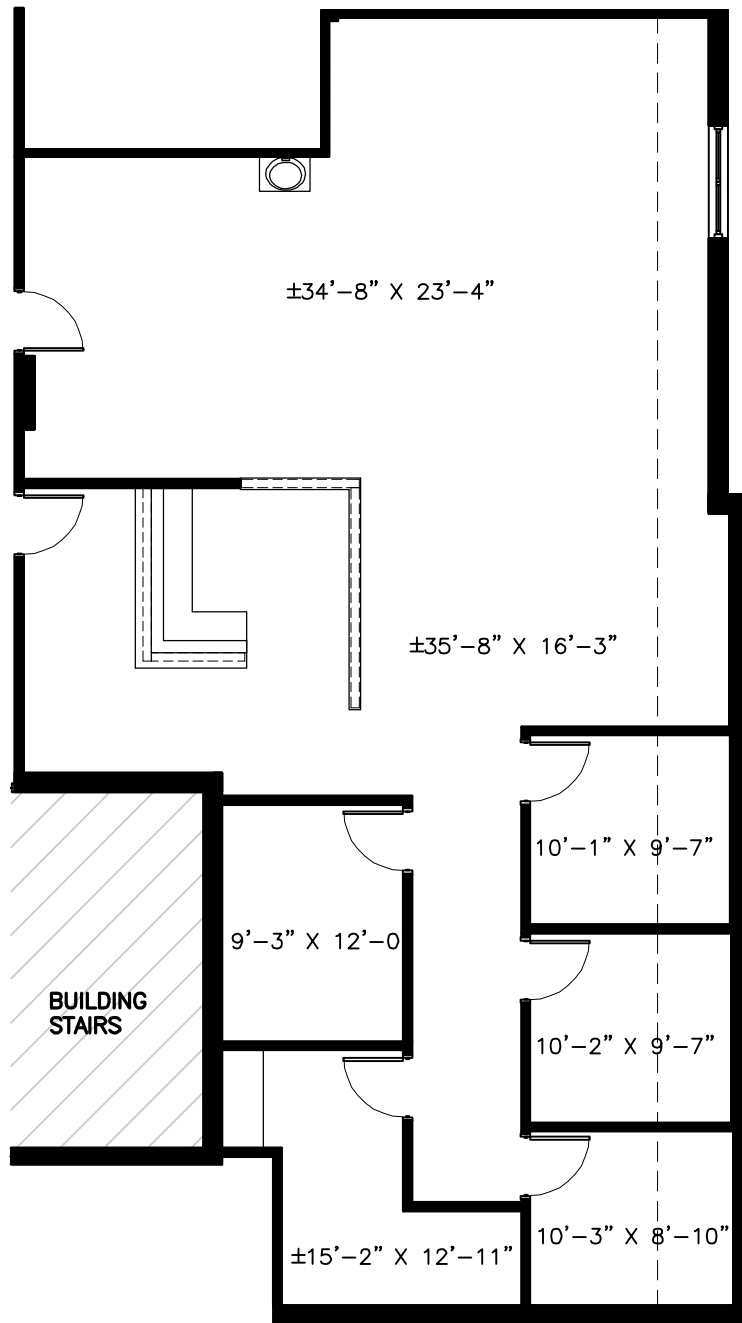 ±34’–8” X 23’–4”
±35’–8” X 16’–3”
10’–1” X 9’–7”
9’–3” X 12’–0
BUILDING
STAIRS
10’–2” X 9’–7”
10’–3” X 8’–10”
±15’–2” X 12’–11”